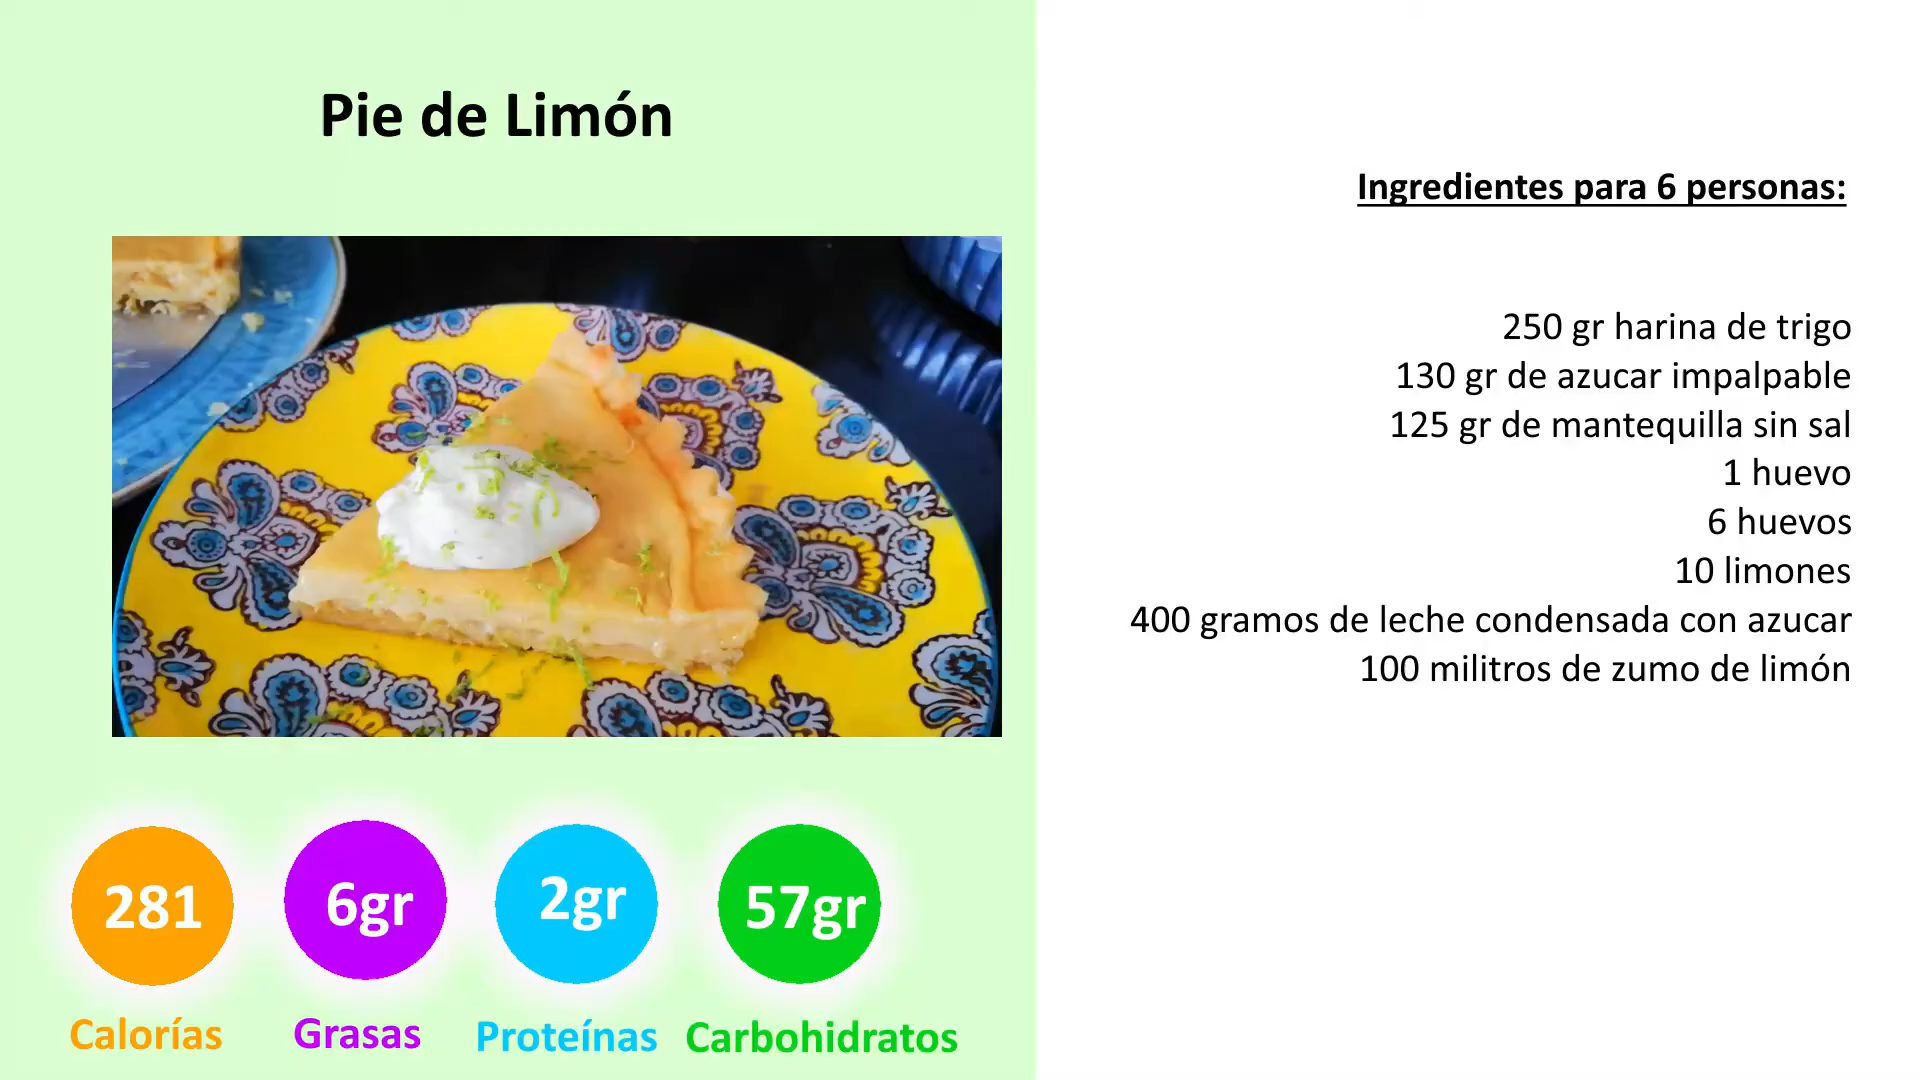 Pie de Limón
Ingredientes para 6 personas:
250 gr harina de trigo
130 gr de azucar impalpable
125 gr de mantequilla sin sal
1 huevo
6 huevos
10 limones
400 gramos de leche condensada con azucar
100 militros de zumo de limón
281
6gr
2gr
57gr
Calorías
Grasas
Proteínas
Carbohidratos